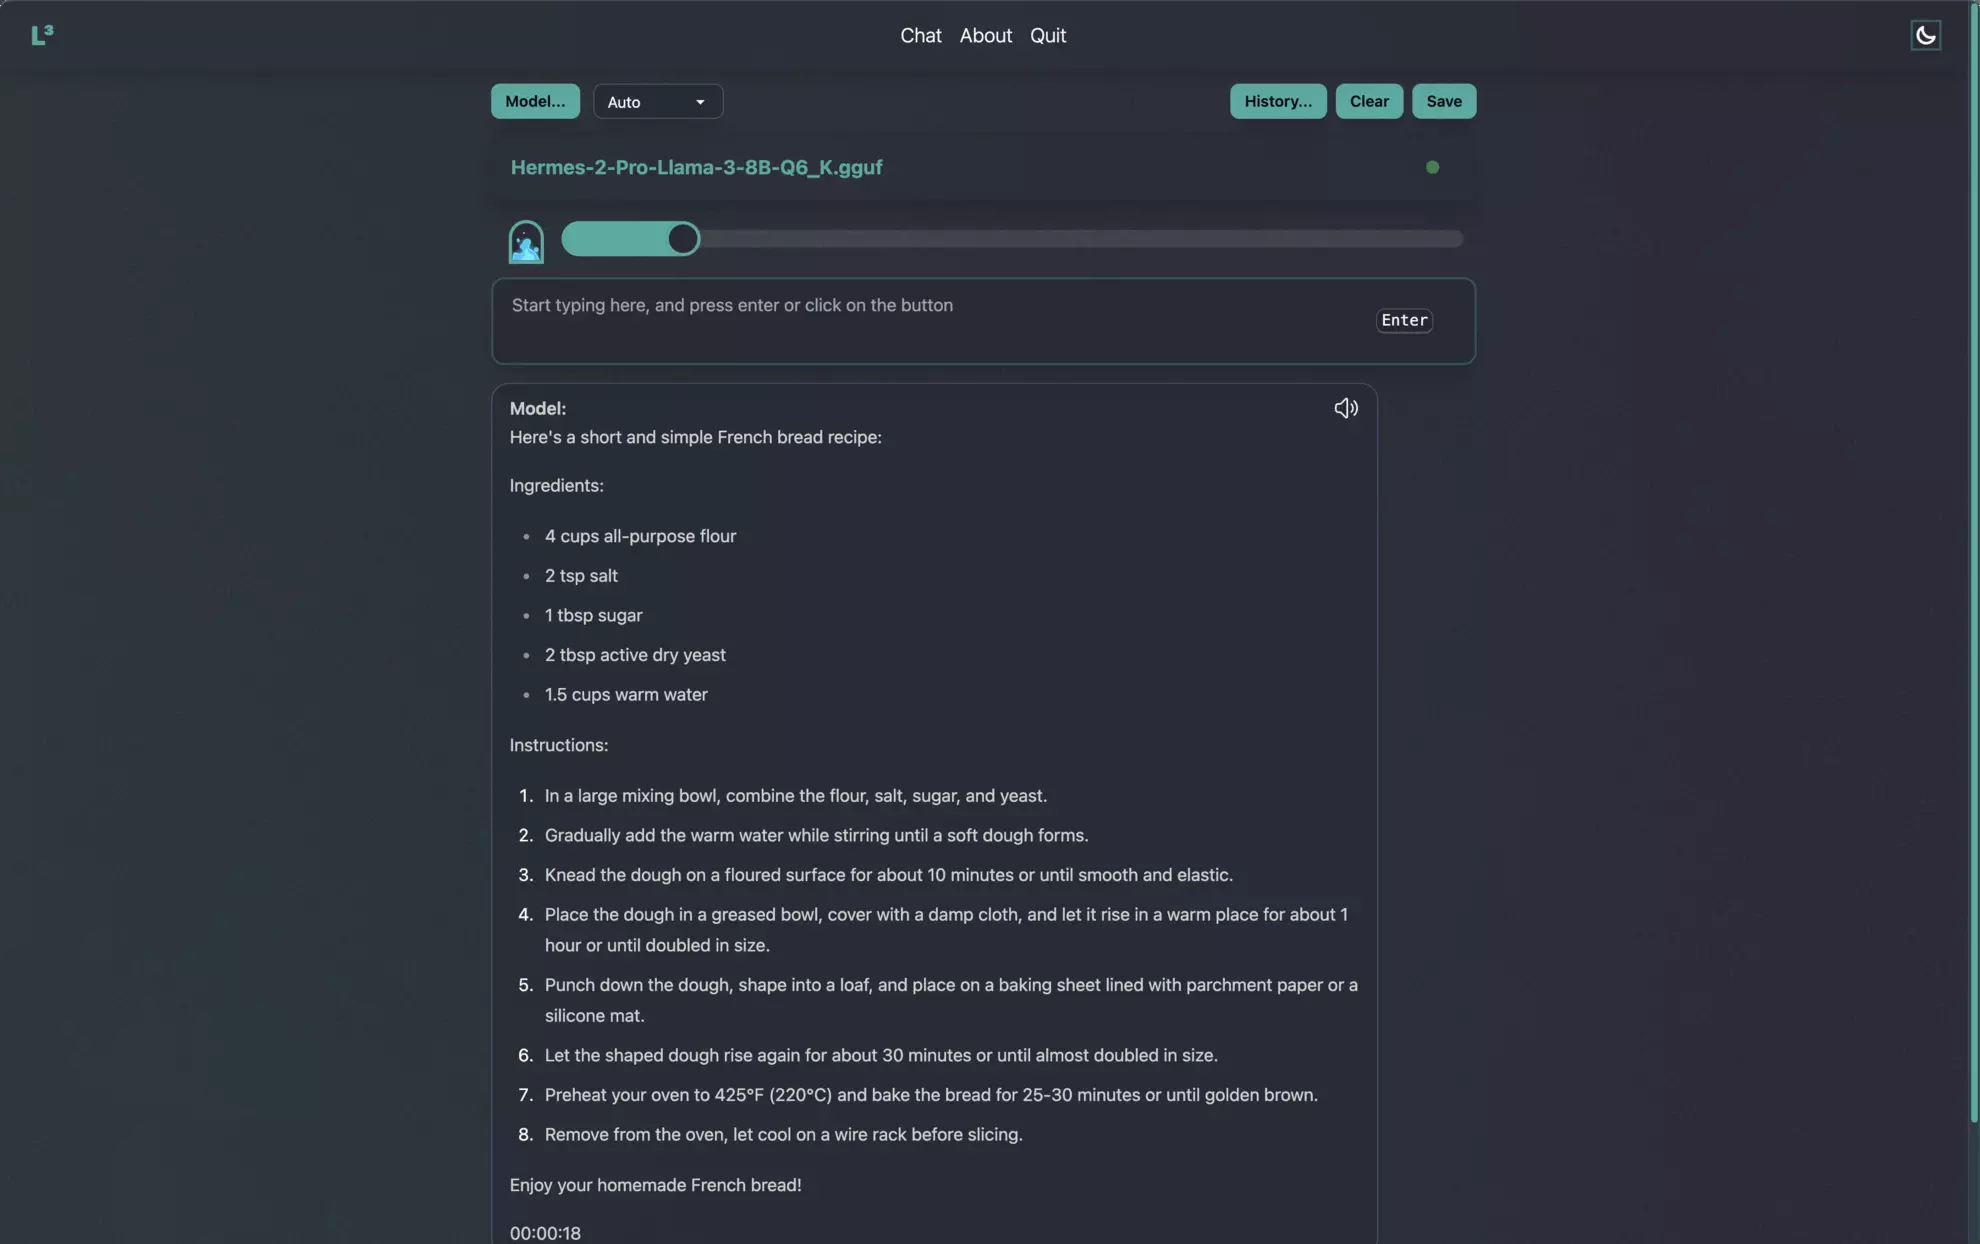 L³
Chat About Quit
Model... Auto History... Clear Save
Hermes-2-Pro-Llama-3-8B-Q6_K.gguf
Start typing here, and press enter or click on the button
Enter
Model:
Here's a short and simple French bread recipe:
Ingredients:
• 4 cups all-purpose flour
• 2 tsp salt
• 1 tbsp sugar
• 2 tbsp active dry yeast
• 1.5 cups warm water
Instructions:
1. In a large mixing bowl, combine the flour, salt, sugar, and yeast.
2. Gradually add the warm water while stirring until a soft dough forms.
3. Knead the dough on a floured surface for about 10 minutes or until smooth and elastic.
4. Place the dough in a greased bowl, cover with a damp cloth, and let it rise in a warm place for about 1
hour or until doubled in size.
5. Punch down the dough, shape into a loaf, and place on a baking sheet lined with parchment paper or a
silicone mat.
6. Let the shaped dough rise again for about 30 minutes or until almost doubled in size.
7. Preheat your oven to 425°F (220°C) and bake the bread for 25-30 minutes or until golden brown.
8. Remove from the oven, let cool on a wire rack before slicing.
Enjoy your homemade French bread!
00:00:18